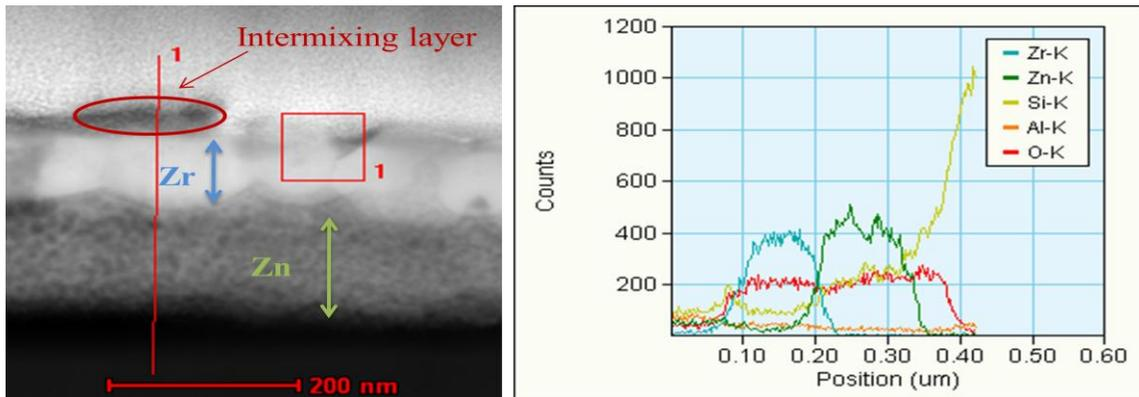 Intermixing layer
1
Zr
1
Zn
200 nm
1200
1000
800
600
400
200
Counts
Zr-K
Zn-K
Si-K
Al-K
O-K
0.10 0.20 0.30 0.40 0.50 0.60
Position (um)